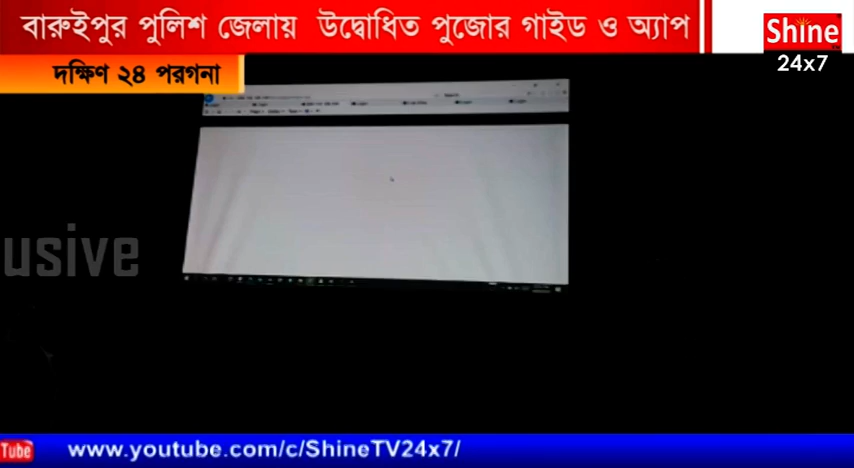 বারুইপুর পুলিশ জেলায় উদ্বোধিত পুজোর গাইড ও অ্যাপ
Shine
24x7
দক্ষিণ ২৪ পরগনা
usive
Tube www.youtube.com/c/ShineTV24x7/